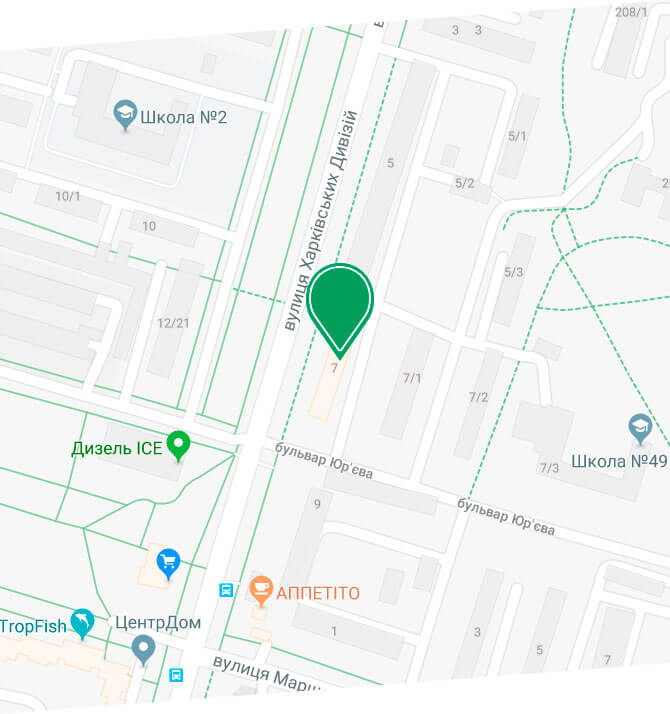 208/1
3
3
Школа №2
5/1
5
5/2
10/1
10
вулиця Харківських Дивізій
5/3
12/21
7
7/1
7/2
Дизель ICE
бульвар Юр'єва
7/3
Школа №49
9
бульвар Юр'єва
АППЕТІТО
TropFish
ЦентрДом
1
3
5
7
вулиця Марш